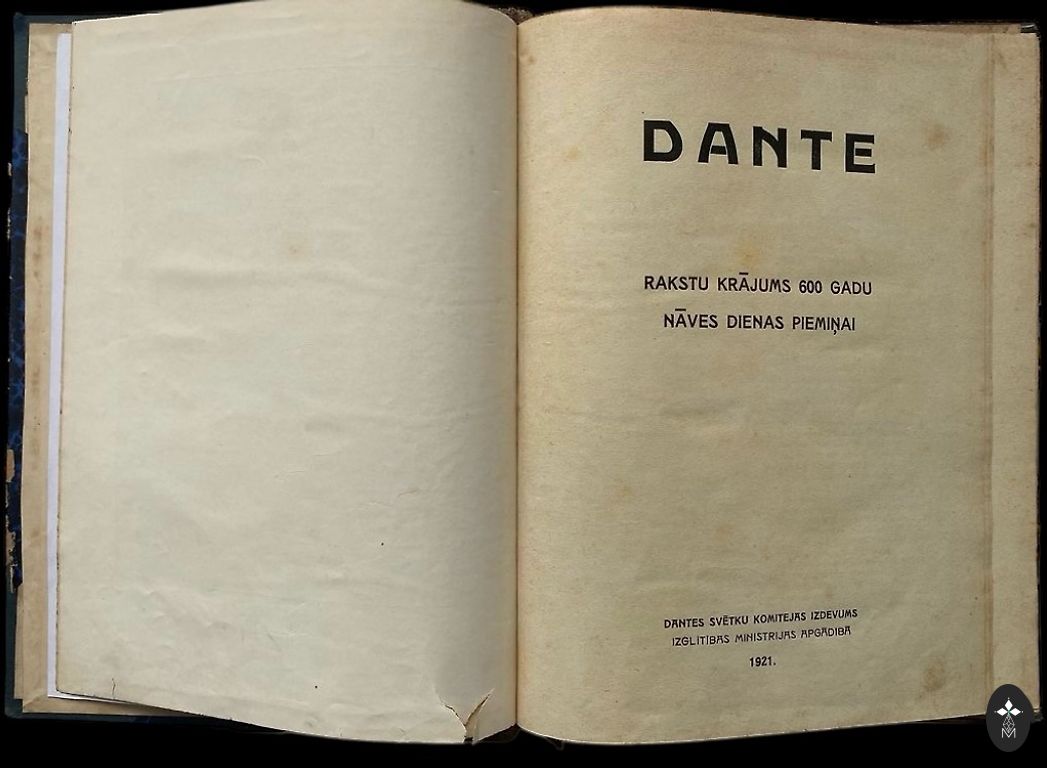 DANTE
RAKSTU KRĀJUMS 600 GADU
NĀVES DIENAS PIEMIŅAI
DANTES SVĒTKU KOMITEJAS IZDEVUMS
IZGLĪTĪBAS MINISTRIJAS APGĀDĪBĀ
1921.
M